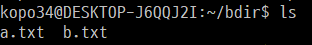 kopo34@DESKTOP-J6QQJ2I:~/bdir$ ls
a.txt  b.txt